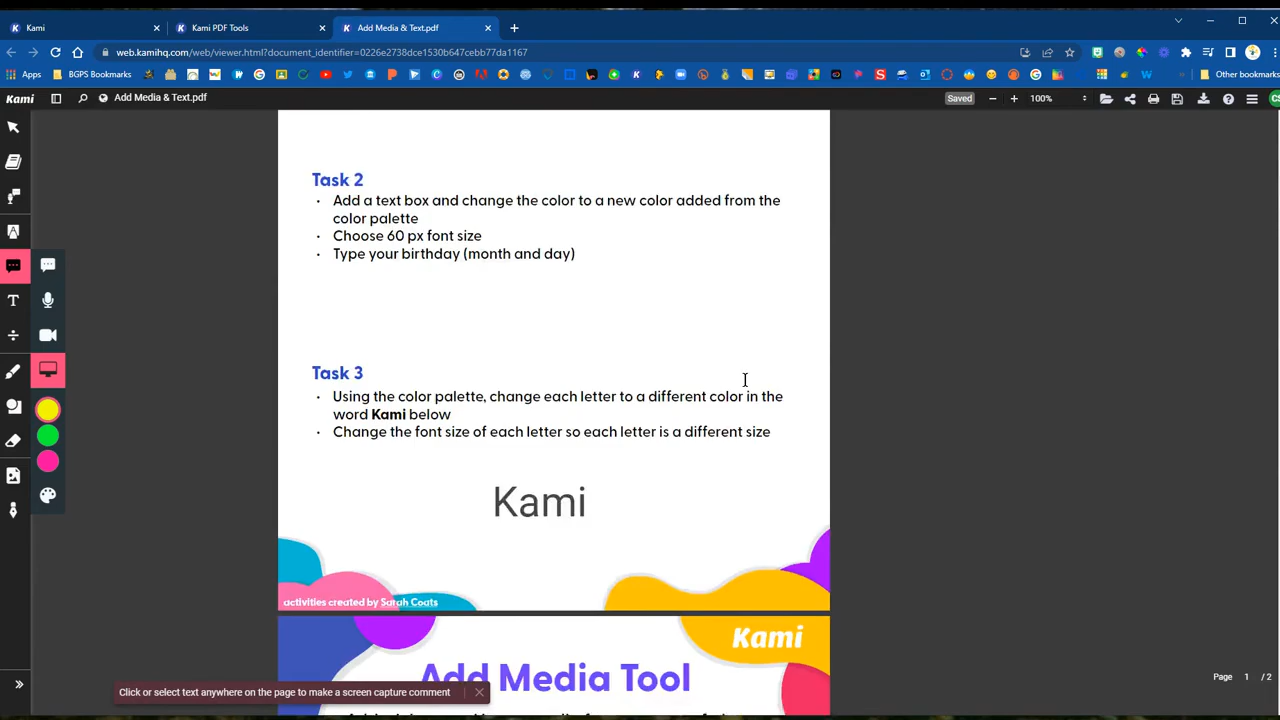 Kami
Kami PDF Tools
Add Media & Text.pdf
web.kamihq.com/web/viewer.html?document_identifier=0226e2738dce1530b647cebb77da1167
Apps
BGPS Bookmarks
Other bookmarks
Kami
Add Media & Text.pdf
Saved
100%
CS
Task 2
· Add a text box and change the color to a new color added from the
color palette
· Choose 60 px font size
· Type your birthday (month and day)
Task 3
· Using the color palette, change each letter to a different color in the
word Kami below
· Change the font size of each letter so each letter is a different size
Kami
activities created by Sarah Coats
Kami
Add Media Tool
Page 1 / 2
Click or select text anywhere on the page to make a screen capture comment